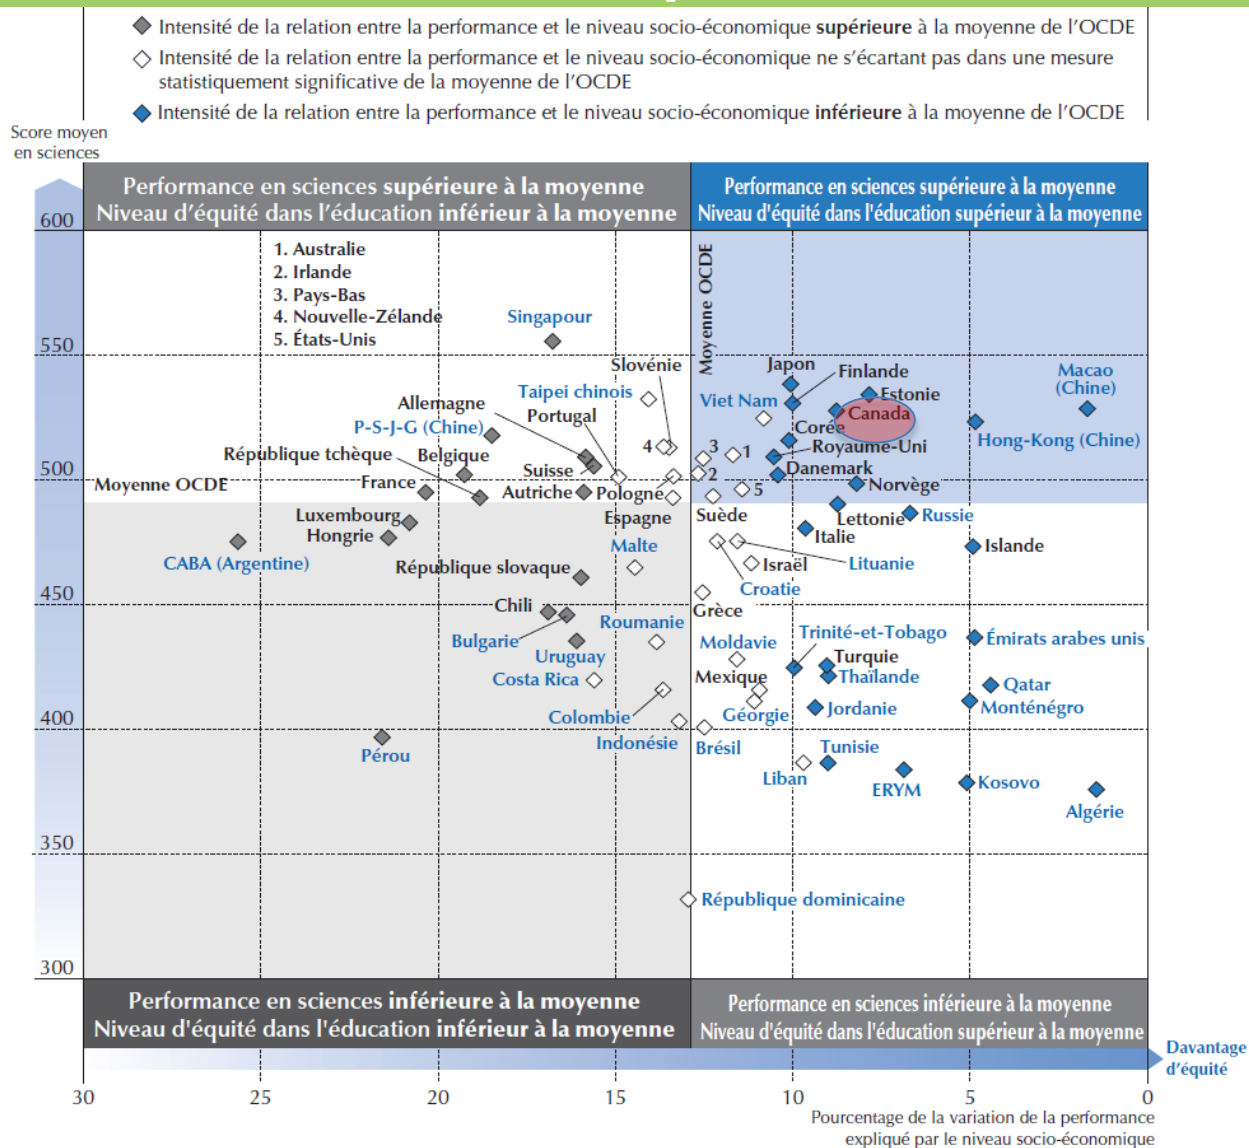 Intensité de la relation entre la performance et le niveau socio-économique supérieure à la moyenne de l'OCDE
Intensité de la relation entre la performance et le niveau socio-économique ne s'écartant pas dans une mesure
statistiquement significative de la moyenne de l'OCDE
Intensité de la relation entre la performance et le niveau socio-économique inférieure à la moyenne de l'OCDE
Score moyen
en sciences
Performance en sciences supérieure à la moyenne
Niveau d'équité dans l'éducation inférieur à la moyenne
Performance en sciences supérieure à la moyenne
Niveau d'équité dans l'éducation supérieur à la moyenne
600
1. Australie
2. Irlande
3. Pays-Bas
4. Nouvelle-Zélande
5. États-Unis
Moyenne OCDE
Singapour
550
Slovénie
Japon
Finlande
Macao
(Chine)
Taipei chinois
Viet Nam
Estonie
Allemagne
Portugal
Canada
P-S-J-G (Chine)
Corée
Hong-Kong (Chine)
4
3
1
Royaume-Uni
République tchèque
Belgique
Suisse
Danemark
500
Moyenne OCDE
France
Autriche
Pologne
2
5
Norvège
Luxembourg
Espagne
Suède
Lettonie
Russie
Hongrie
Italie
CABA (Argentine)
Malte
Islande
République slovaque
Israël
Lituanie
Croatie
450
Chili
Grèce
Bulgarie
Roumanie
Moldavie
Trinité-et-Tobago
Émirats arabes unis
Uruguay
Turquie
Costa Rica
Mexique
Thaïlande
Qatar
Colombie
Géorgie
Jordanie
Monténégro
400
Indonésie
Brésil
Tunisie
Pérou
Liban
ERYM
Kosovo
Algérie
350
République dominicaine
300
Performance en sciences inférieure à la moyenne
Niveau d'équité dans l'éducation inférieur à la moyenne
Performance en sciences inférieure à la moyenne
Niveau d'équité dans l'éducation supérieur à la moyenne
Davantage
d'équité
30
25
20
15
10
5
0
Pourcentage de la variation de la performance
expliqué par le niveau socio-économique